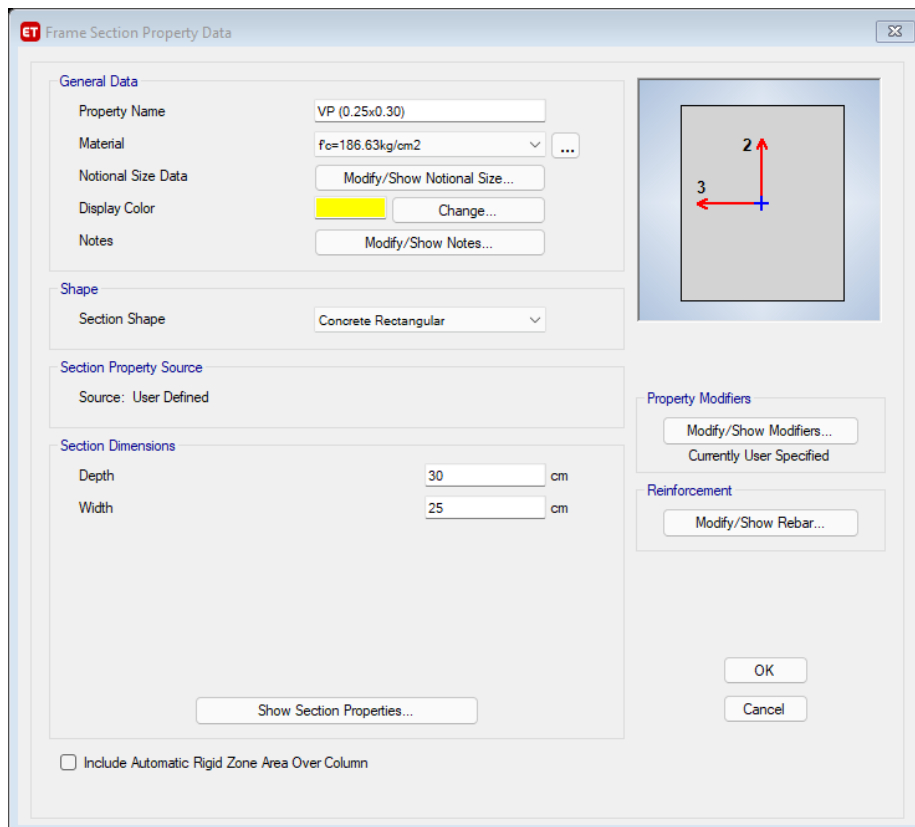 ET Frame Section Property Data
General Data
Property Name VP (0.25x0.30)
Material f'c=186.63kg/cm2 ...
Notional Size Data Modify/Show Notional Size...
Display Color Change...
Notes Modify/Show Notes...
2
3
Shape
Section Shape Concrete Rectangular
Section Property Source
Source: User Defined
Property Modifiers
Modify/Show Modifiers...
Currently User Specified
Section Dimensions
Depth 30 cm
Width 25 cm
Reinforcement
Modify/Show Rebar...
Show Section Properties...
OK
Cancel
Include Automatic Rigid Zone Area Over Column